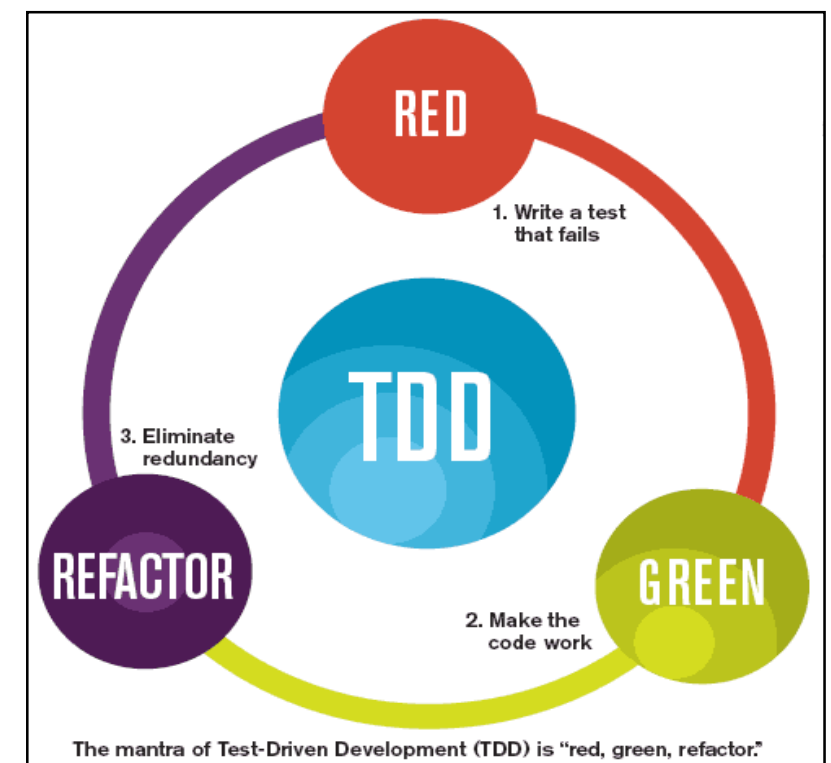 RED
1. Write a test
that fails
TDD
3. Eliminate
redundancy
REFACTOR
GREEN
2. Make the
code work
The mantra of Test-Driven Development (TDD) is “red, green, refactor.”